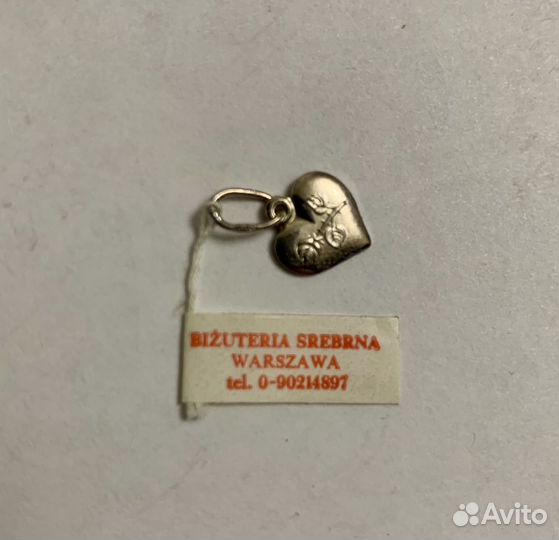 BIŻUTERIA SREBRNA
WARSZAWA
tel. 0-90214897
Avito